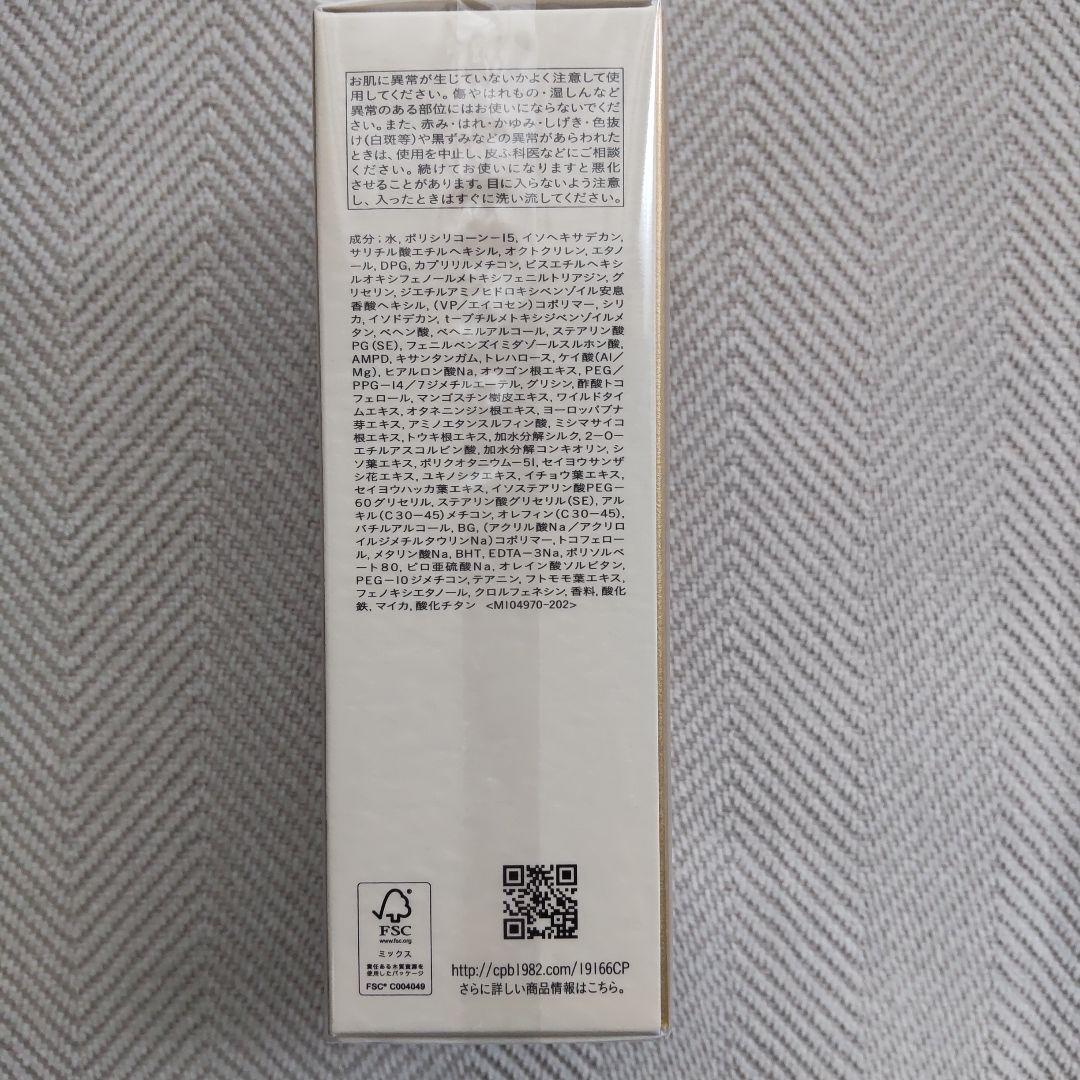 お肌に異常が生じていないかよく注意して使
用してください。傷やはれもの・湿しんなど
異常のある部位にはお使いにならないでくだ
さい。また、赤み・はれ・かゆみ・しげき・色抜
け(白斑等)や黒ずみなどの異常があらわれた
ときは、使用を中止し、皮ふ科医などにご相談
ください。続けてお使いになりますと悪化
させることがあります。目に入らないよう注意
し、入ったときはすぐに洗い流してください。
成分；水, ポリシリコーン－15, イソヘキサデカン,
サリチル酸エチルヘキシル, オクトクリレン, エタノ
ール, DPG, カプリリルメチコン, ビスエチルヘキシ
ルオキシフェノールメトキシフェニルトリアジン, グ
リセリン, ジエチルアミノヒドロキシベンゾイル安息
香酸ヘキシル, (VP／エイコセン)コポリマー, シリ
カ, イソドデカン, t－ブチルメトキシジベンゾイルメ
タン, ベヘン酸, ベヘニルアルコール, ステアリン酸
PG(SE), フェニルベンズイミダゾールスルホン酸,
AMPD, キサンタンガム, トレハロース, ケイ酸(Al／
Mg), ヒアルロン酸Na, オウゴン根エキス, PEG／
PPG－14／7ジメチルエーテル, グリシン, 酢酸トコ
フェロール, マンゴスチン樹皮エキス, ワイルドタイ
ムエキス, オタネニンジン根エキス, ヨーロッパブナ
芽エキス, アミノエタンスルフィン酸, ミシマサイコ
根エキス, トウキ根エキス, 加水分解シルク, 2－O－
エチルアスコルビン酸, 加水分解コンキオリン, シ
ソ葉エキス, ポリクオタニウム－51, セイヨウサンザ
シ花エキス, ユキノシタエキス, イチョウ葉エキス,
セイヨウハッカ葉エキス, イソステアリン酸PEG－
60グリセリル, ステアリン酸グリセリル(SE), アル
キル(C30－45)メチコン, オレフィン(C30－45),
バチルアルコール, BG, (アクリル酸Na／アクリロ
イルジメチルタウリンNa)コポリマー, トコフェロー
ル, メタリン酸Na, BHT, EDTA－3Na, ポリソルベ
ート80, ピロ亜硫酸Na, オレイン酸ソルビタン,
PEG－10ジメチコン, テアニン, フトモモ葉エキス,
フェノキシエタノール, クロルフェネシン, 香料, 酸化
鉄, マイカ, 酸化チタン <MI04970-202>
FSC®
www.fsc.org
ミックス
責任ある木質資源を
使用したパッケージ
FSC® C004049
http://cpb1982.com/19166CP
さらに詳しい商品情報はこちら。